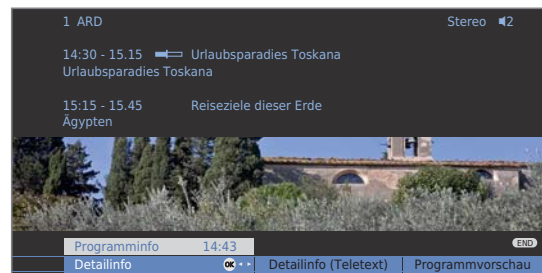 1 ARD Stereo 2
14:30 - 15.15 Urlaubsparadies Toskana
Urlaubsparadies Toskana
15:15 - 15.45 Reiseziele dieser Erde
Ägypten
END
Programminfo 14:43
Detailinfo OK Detailinfo (Teletext) Programmvorschau